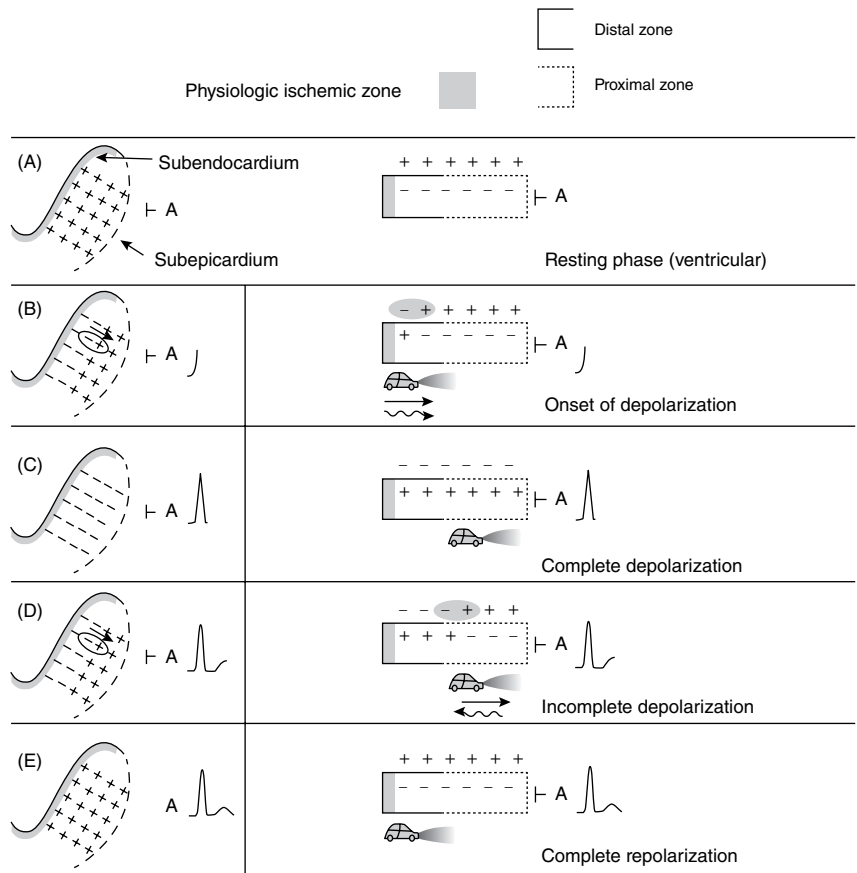 Distal zone
Physiologic ischemic zone
Proximal zone
(A)
Subendocardium
+ + + + + +
– – – – – –
A
A
Subepicardium
Resting phase (ventricular)
(B)
– + + + + +
+ – – – – –
A
A
Onset of depolarization
(C)
– – – – – –
+ + + + + +
A
A
Complete depolarization
(D)
– – – + + +
+ + + – – –
A
A
Incomplete depolarization
(E)
+ + + + + +
– – – – – –
A
A
Complete repolarization